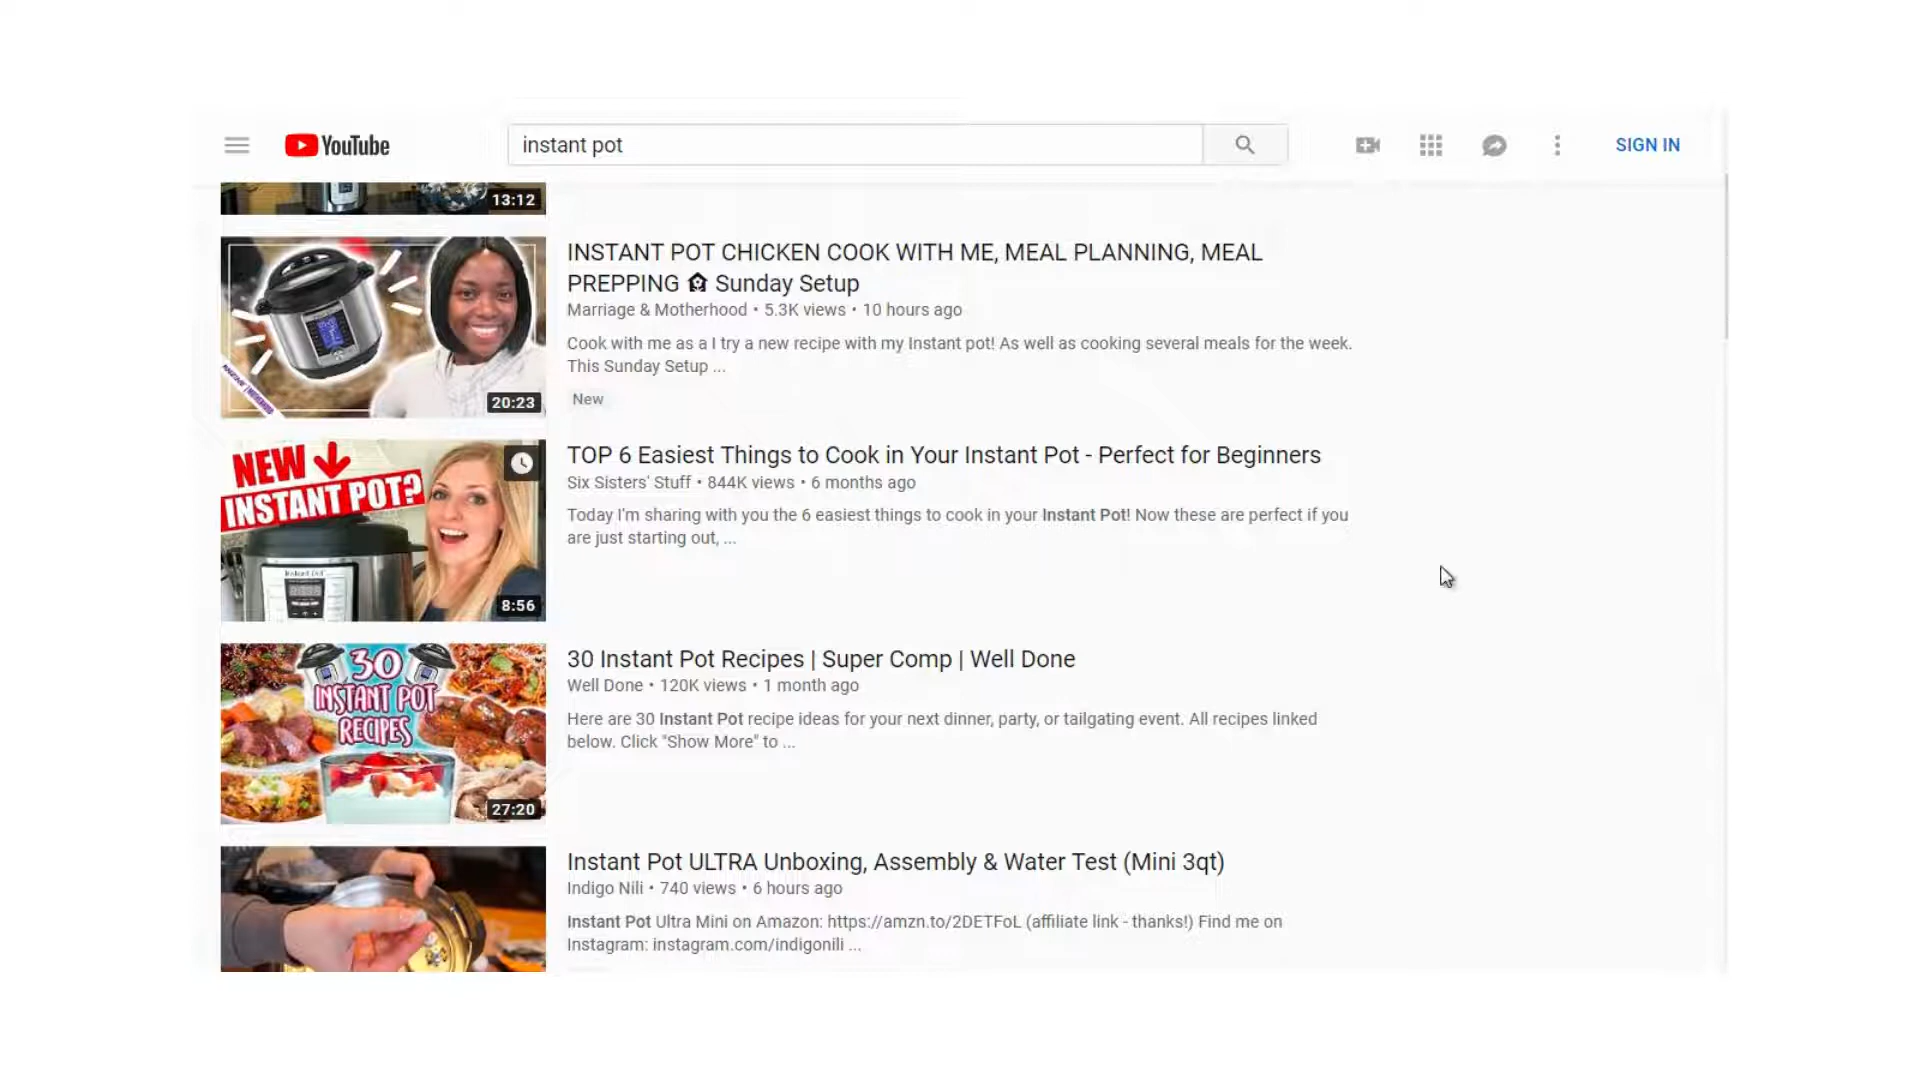 YouTube
instant pot
SIGN IN
13:12
INSTANT POT CHICKEN COOK WITH ME, MEAL PLANNING, MEAL
PREPPING Sunday Setup
Marriage & Motherhood • 5.3K views • 10 hours ago
Cook with me as a I try a new recipe with my Instant pot! As well as cooking several meals for the week.
This Sunday Setup ...
New
20:23
NEW
INSTANT POT?
Instant Pot
8:56
TOP 6 Easiest Things to Cook in Your Instant Pot - Perfect for Beginners
Six Sisters' Stuff • 844K views • 6 months ago
Today I'm sharing with you the 6 easiest things to cook in your Instant Pot! Now these are perfect if you
are just starting out, ...
30
INSTANT POT
RECIPES
27:20
30 Instant Pot Recipes | Super Comp | Well Done
Well Done • 120K views • 1 month ago
Here are 30 Instant Pot recipe ideas for your next dinner, party, or tailgating event. All recipes linked
below. Click "Show More" to ...
Instant Pot ULTRA Unboxing, Assembly & Water Test (Mini 3qt)
Indigo Nili • 740 views • 6 hours ago
Instant Pot Ultra Mini on Amazon: https://amzn.to/2DETFoL (affiliate link - thanks!) Find me on
Instagram: instagram.com/indigonili ...